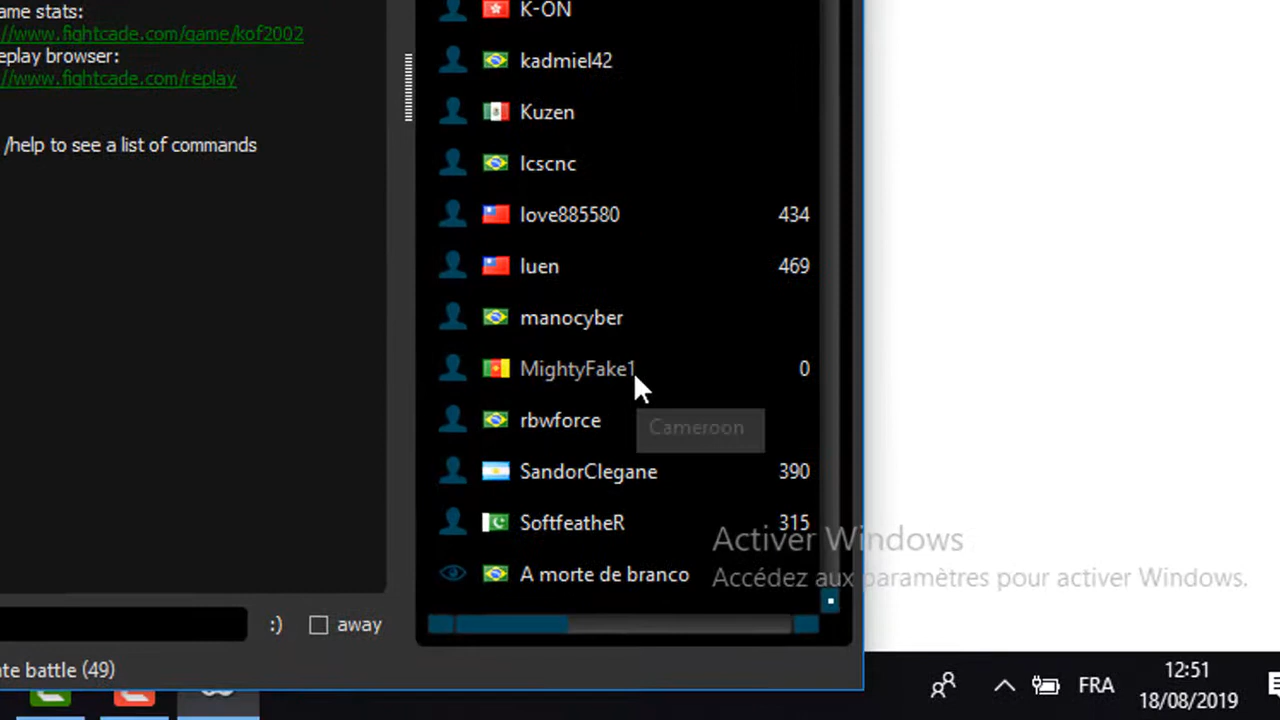 ame stats:
//www.fightcade.com/game/kof2002
eplay browser:
//www.fightcade.com/replay
/help to see a list of commands
K-ON
kadmiel42
Kuzen
lcscnc
love885580 434
luen 469
manocyber
MightyFake1 0
rbwforce
Cameroon
SandorClegane 390
SoftfeatheR 315
A morte de branco
Activer Windows
Accédez aux paramètres pour activer Windows.
:) away
ate battle (49)
FRA
12:51
18/08/2019